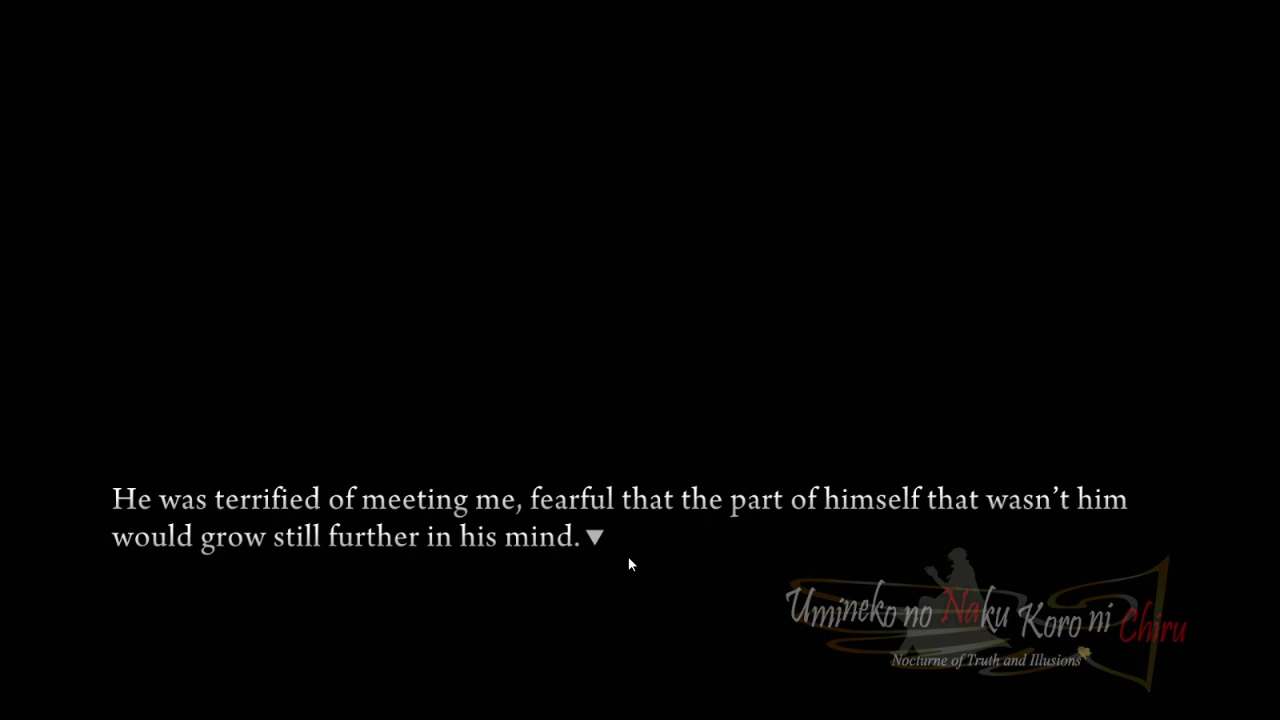 He was terrified of meeting me, fearful that the part of himself that wasn’t him
would grow still further in his mind.
Umineko no Naku Koro ni Chiru
Nocturne of Truth and Illusions